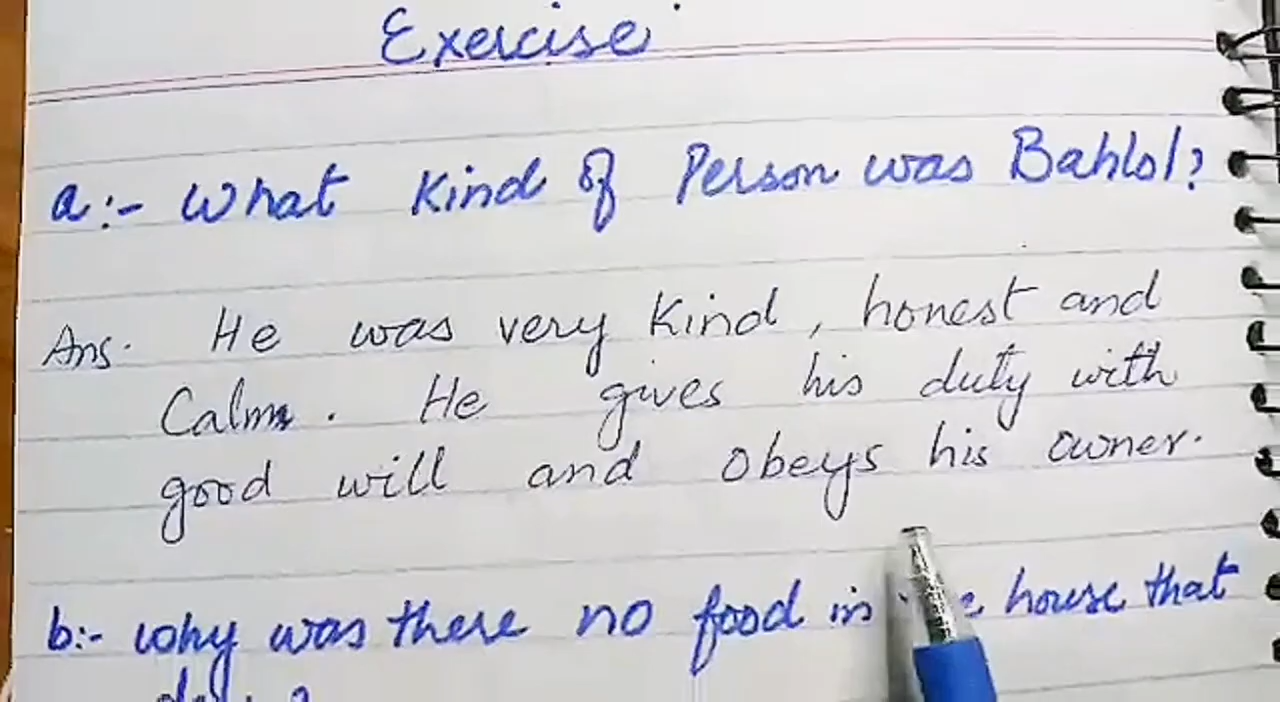 Exercise
a:- What Kind of Person was Bahlol?
Ans. He was very Kind, honest and
Calm. He gives his duty with
good will and obeys his owner.
b:- why was there no food in house that